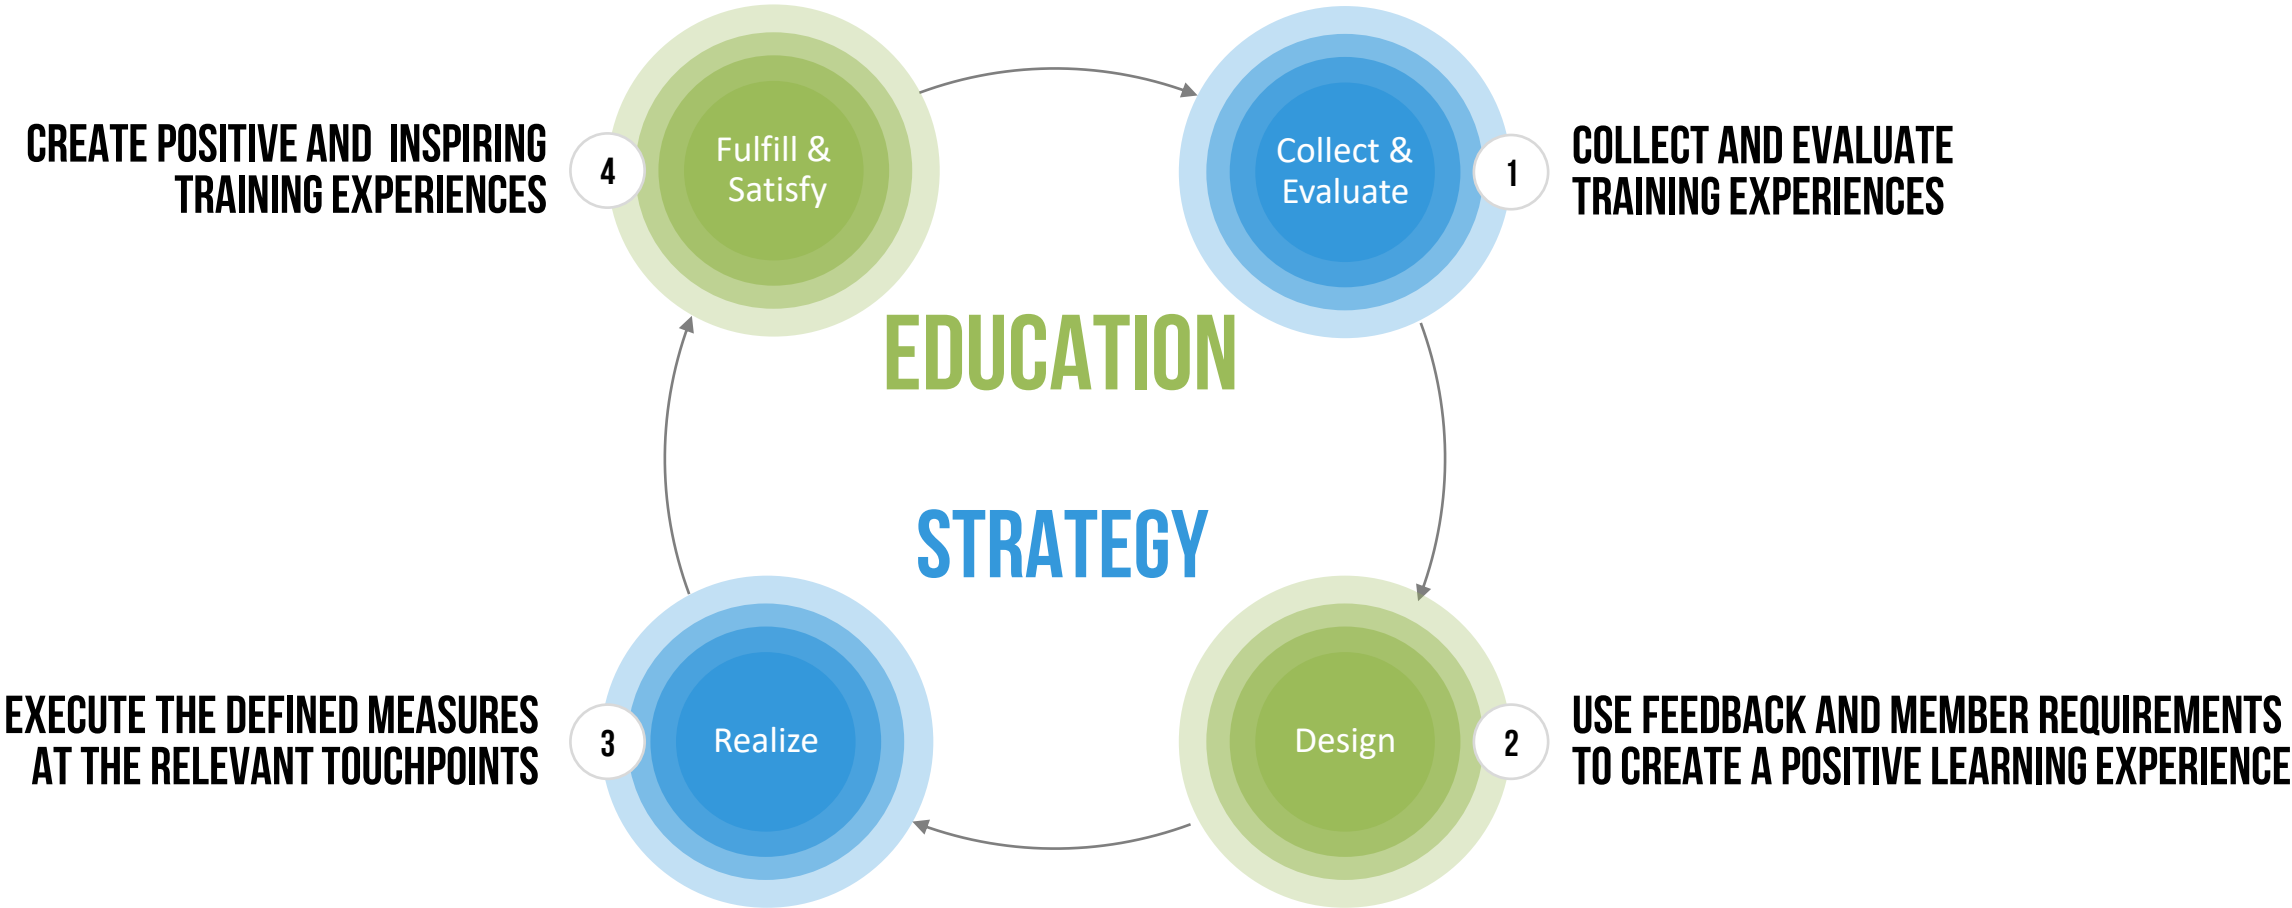 CREATE POSITIVE AND INSPIRING
TRAINING EXPERIENCES
4
Fulfill &
Satisfy
Collect &
Evaluate
1
COLLECT AND EVALUATE
TRAINING EXPERIENCES
EDUCATION
STRATEGY
EXECUTE THE DEFINED MEASURES
AT THE RELEVANT TOUCHPOINTS
3
Realize
Design
2
USE FEEDBACK AND MEMBER REQUIREMENTS
TO CREATE A POSITIVE LEARNING EXPERIENCE